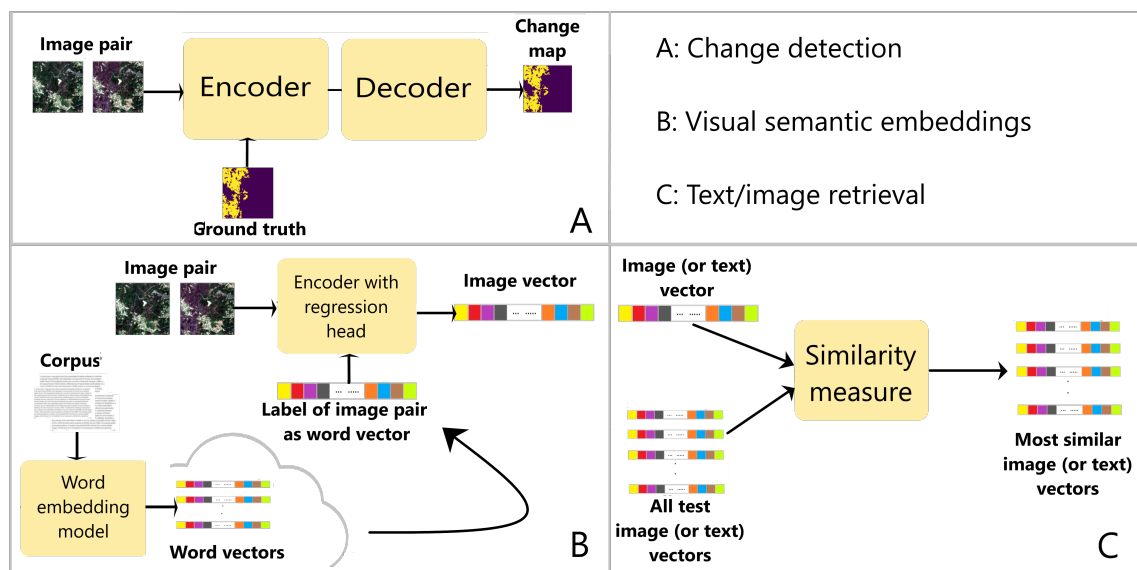 Image pair
Encoder
Decoder
Change
map
Ground truth
A
A: Change detection
B: Visual semantic embeddings
C: Text/image retrieval
Image pair
Encoder with
regression
head
Image vector
... .....
Corpus
... .....
Label of image pair
as word vector
Word
embedding
model
... .....
... .....
... .....
Word vectors
B
Image (or text)
vector
... .....
Similarity
measure
... .....
... .....
... .....
... .....
All test
image (or text)
vectors
... .....
... .....
... .....
... .....
Most similar
image (or text)
vectors
C